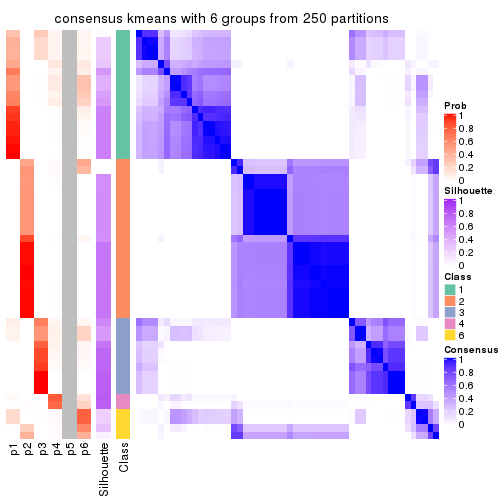 consensus kmeans with 6 groups from 250 partitions
Prob
1
0.8
0.6
0.4
0.2
0
Silhouette
1
0.8
0.6
0.4
0.2
0
Class
1
2
3
4
6
Consensus
1
0.8
0.6
0.4
0.2
0
p1
p2
p3
p4
p5
p6
Silhouette
Class